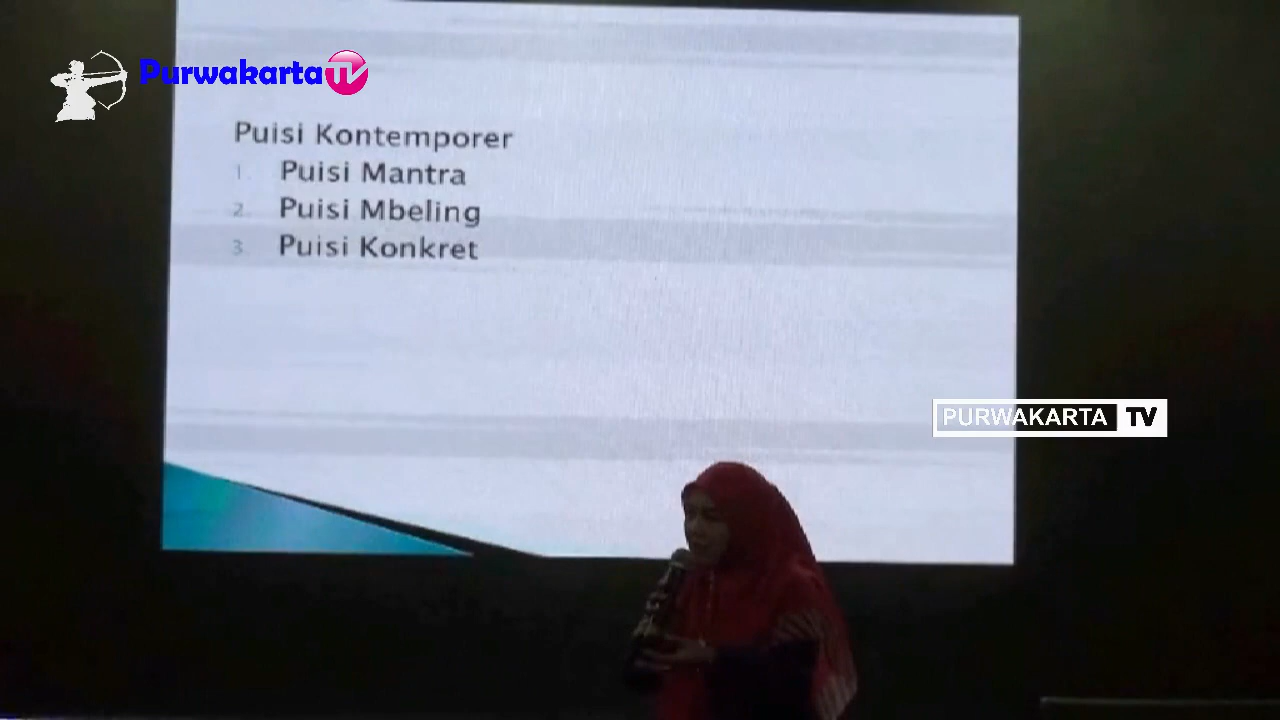 PurwakartaTV
Puisi Kontemporer
1. Puisi Mantra
2. Puisi Mbeling
3. Puisi Konkret
PURWAKARTA TV